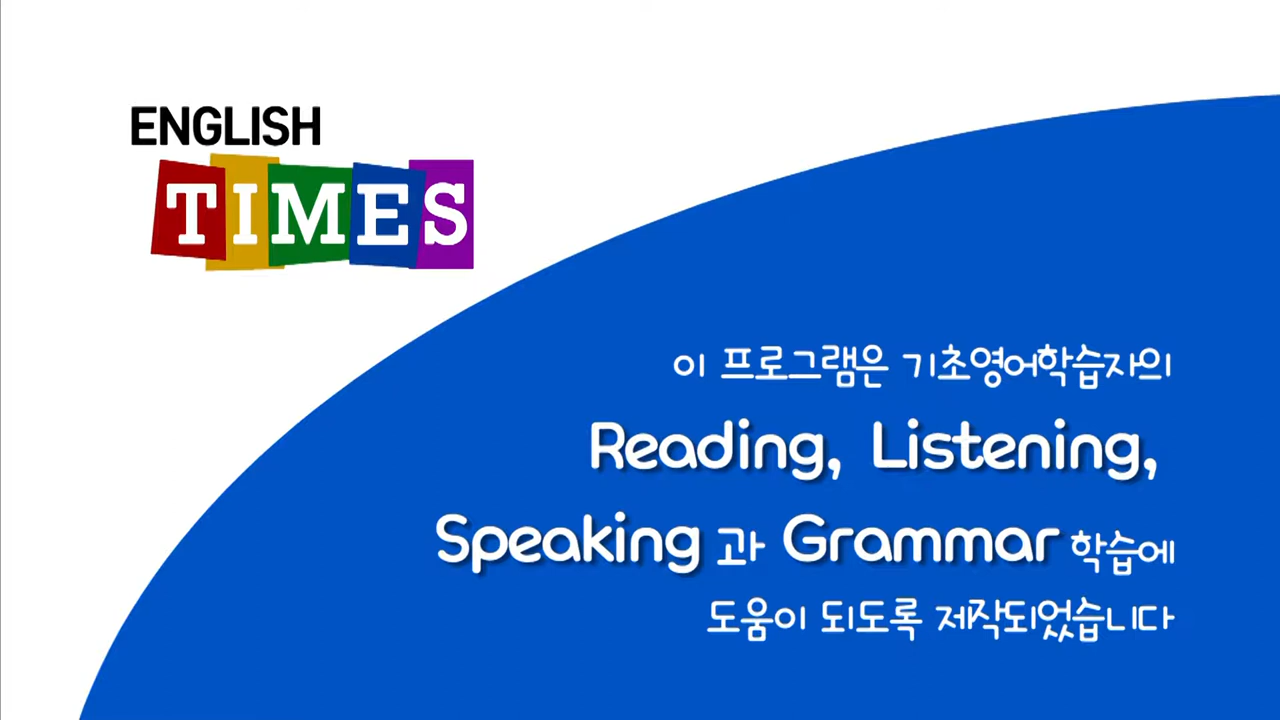 ENGLISH
TIMES
이 프로그램은 기초영어학습자의
Reading, Listening,
Speaking 과 Grammar 학습에
도움이 되도록 제작되었습니다